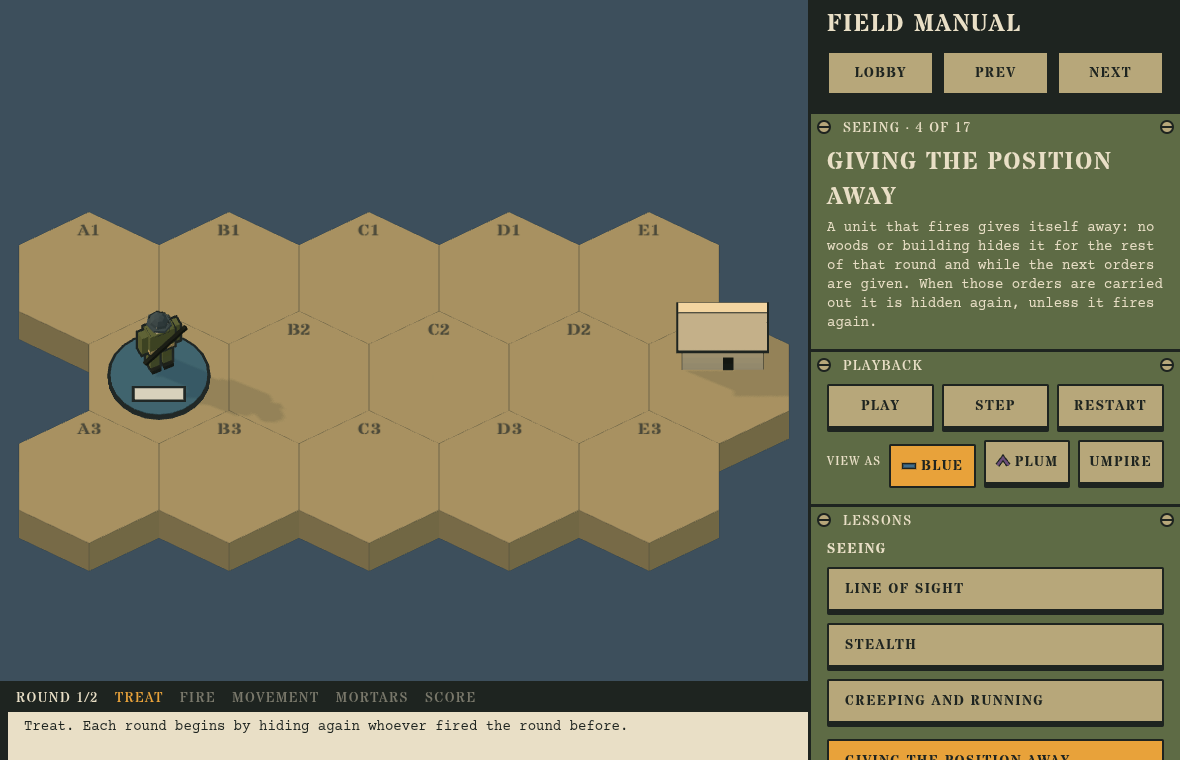 FIELD MANUAL
LOBBY PREV NEXT
SEEING · 4 OF 17
GIVING THE POSITION
AWAY
A unit that fires gives itself away: no
woods or building hides it for the rest
of that round and while the next orders
are given. When those orders are carried
out it is hidden again, unless it fires
again.
PLAYBACK
PLAY STEP RESTART
VIEW AS BLUE PLUM UMPIRE
LESSONS
SEEING
LINE OF SIGHT
STEALTH
CREEPING AND RUNNING
GIVING THE POSITION AWAY
A1 B1 C1 D1 E1
B2 C2 D2
A3 B3 C3 D3 E3
ROUND 1/2 TREAT FIRE MOVEMENT MORTARS SCORE
Treat. Each round begins by hiding again whoever fired the round before.